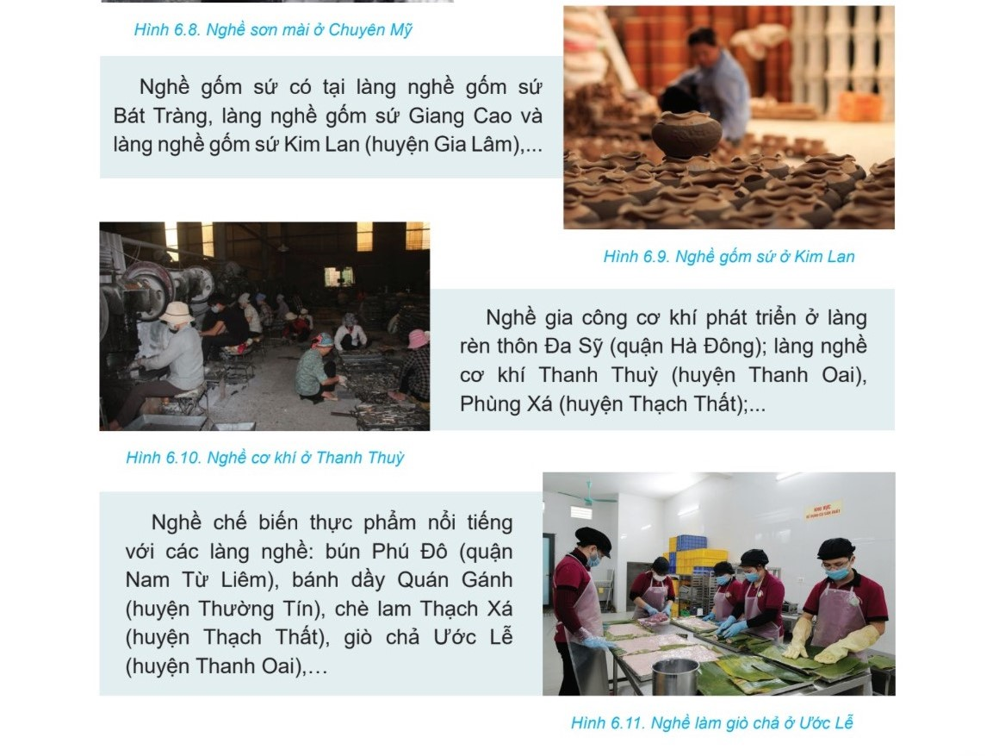 Hình 6.8. Nghề sơn mài ở Chuyên Mỹ
Nghề gốm sứ có tại làng nghề gốm sứ
Bát Tràng, làng nghề gốm sứ Giang Cao và
làng nghề gốm sứ Kim Lan (huyện Gia Lâm),...
Hình 6.9. Nghề gốm sứ ở Kim Lan
Nghề gia công cơ khí phát triển ở làng
rèn thôn Đa Sỹ (quận Hà Đông); làng nghề
cơ khí Thanh Thuỳ (huyện Thanh Oai),
Phùng Xá (huyện Thạch Thất);...
Hình 6.10. Nghề cơ khí ở Thanh Thuỳ
Nghề chế biến thực phẩm nổi tiếng
với các làng nghề: bún Phú Đô (quận
Nam Từ Liêm), bánh dầy Quán Gánh
(huyện Thường Tín), chè lam Thạch Xá
(huyện Thạch Thất), giò chả Ước Lễ
(huyện Thanh Oai),…
KHU VỰC
Hình 6.11. Nghề làm giò chả ở Ước Lễ